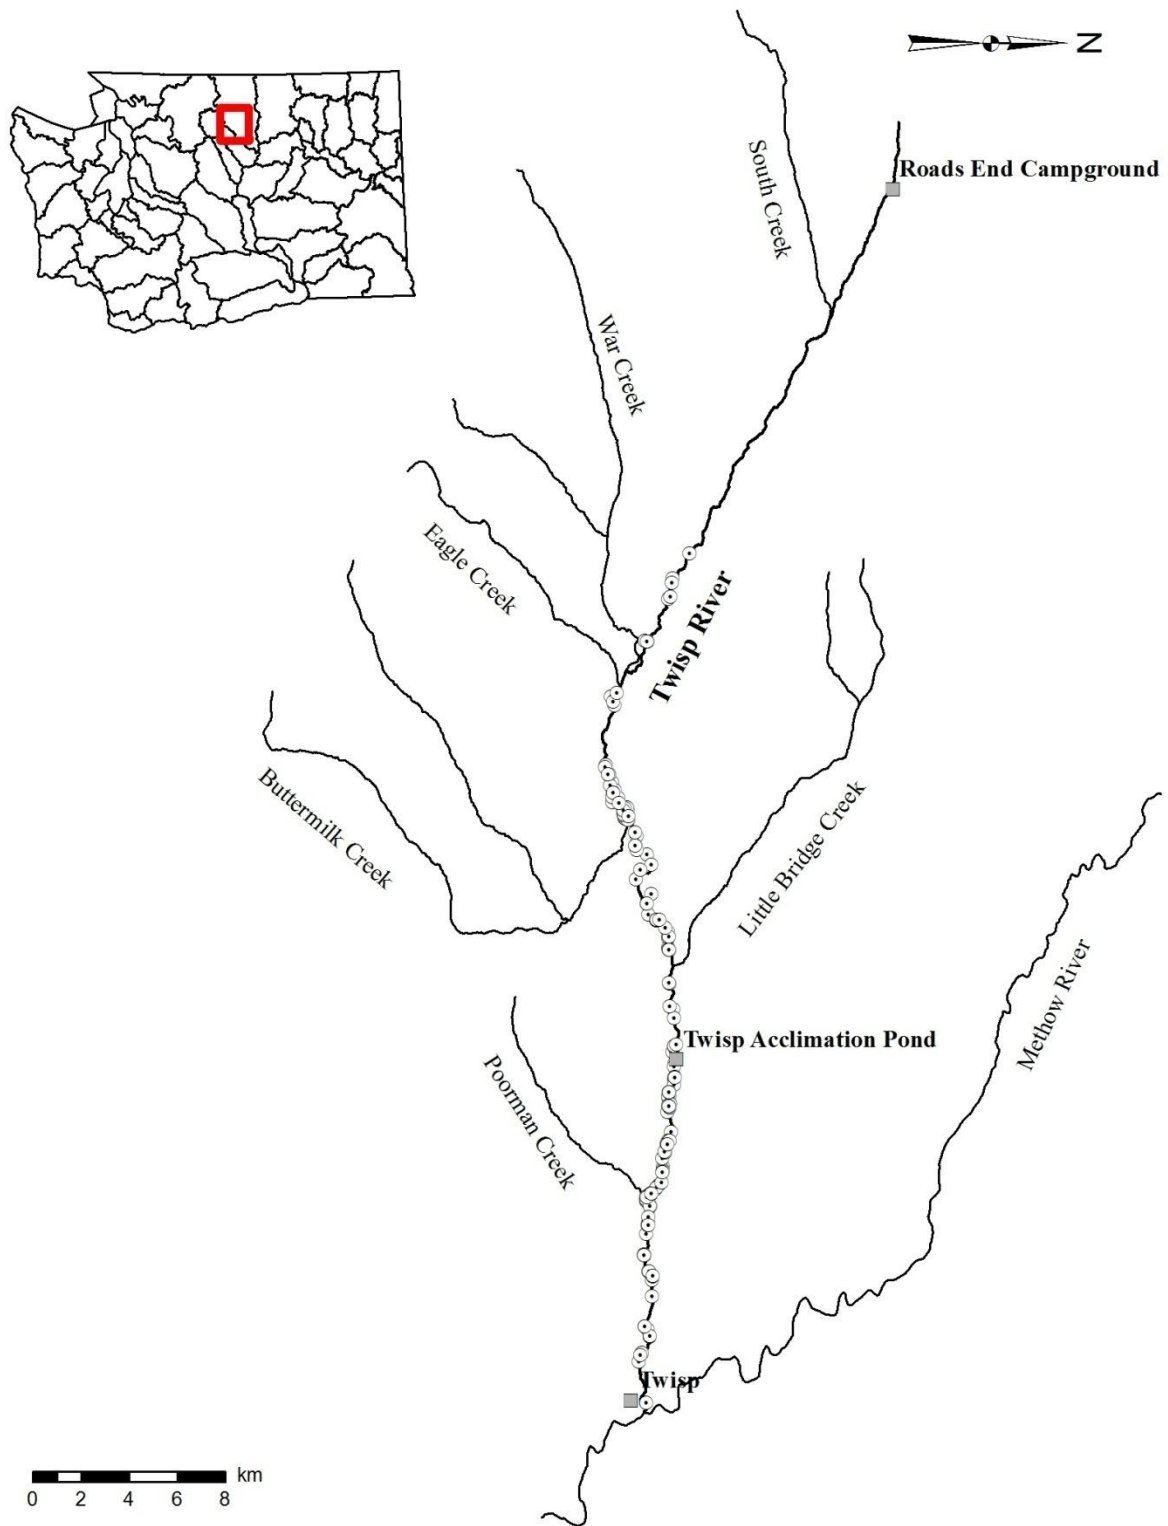 N
Roads End Campground
South Creek
War Creek
Eagle Creek
Twisp River
Buttermilk Creek
Little Bridge Creek
Methow River
Twisp Acclimation Pond
Poorman Creek
Twisp
km
0 2 4 6 8